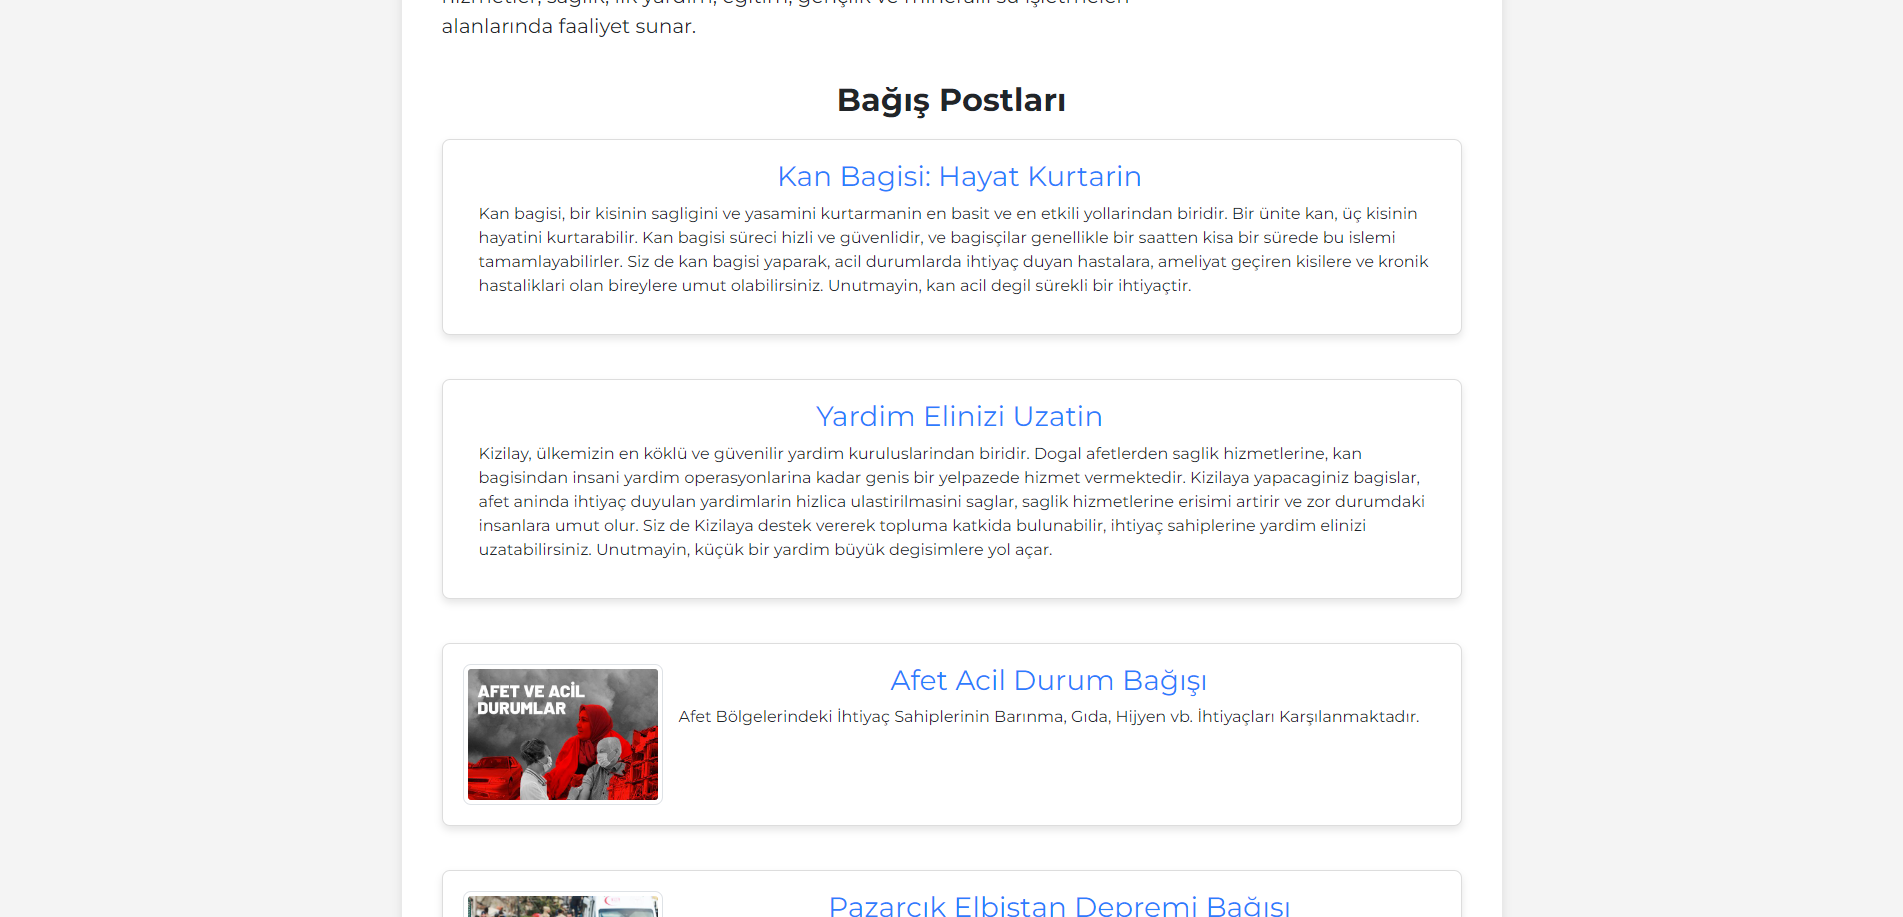 alanlarında faaliyet sunar.
Bağış Postları
Kan Bagisi: Hayat Kurtarin
Kan bagisi, bir kisinin sagligini ve yasamini kurtarmanin en basit ve en etkili yollarindan biridir. Bir ünite kan, üç kisinin
hayatini kurtarabilir. Kan bagisi süreci hizli ve güvenlidir, ve bagisçilar genellikle bir saatten kisa bir sürede bu islemi
tamamlayabilirler. Siz de kan bagisi yaparak, acil durumlarda ihtiyaç duyan hastalara, ameliyat geçiren kisilere ve kronik
hastaliklari olan bireylere umut olabilirsiniz. Unutmayin, kan acil degil sürekli bir ihtiyaçtir.
Yardim Elinizi Uzatin
Kizilay, ülkemizin en köklü ve güvenilir yardim kuruluslarindan biridir. Dogal afetlerden saglik hizmetlerine, kan
bagisindan insani yardim operasyonlarina kadar genis bir yelpazede hizmet vermektedir. Kizilaya yapacaginiz bagislar,
afet aninda ihtiyaç duyulan yardimlarin hizlica ulastirilmasini saglar, saglik hizmetlerine erisimi artirir ve zor durumdaki
insanlara umut olur. Siz de Kizilaya destek vererek topluma katkida bulunabilir, ihtiyaç sahiplerine yardim elinizi
uzatabilirsiniz. Unutmayin, küçük bir yardim büyük degisimlere yol açar.
AFET VE ACİL
DURUMLAR
Afet Acil Durum Bağışı
Afet Bölgelerindeki İhtiyaç Sahiplerinin Barınma, Gıda, Hijyen vb. İhtiyaçları Karşılanmaktadır.
Pazarcık Elbistan Depremi Bağışı